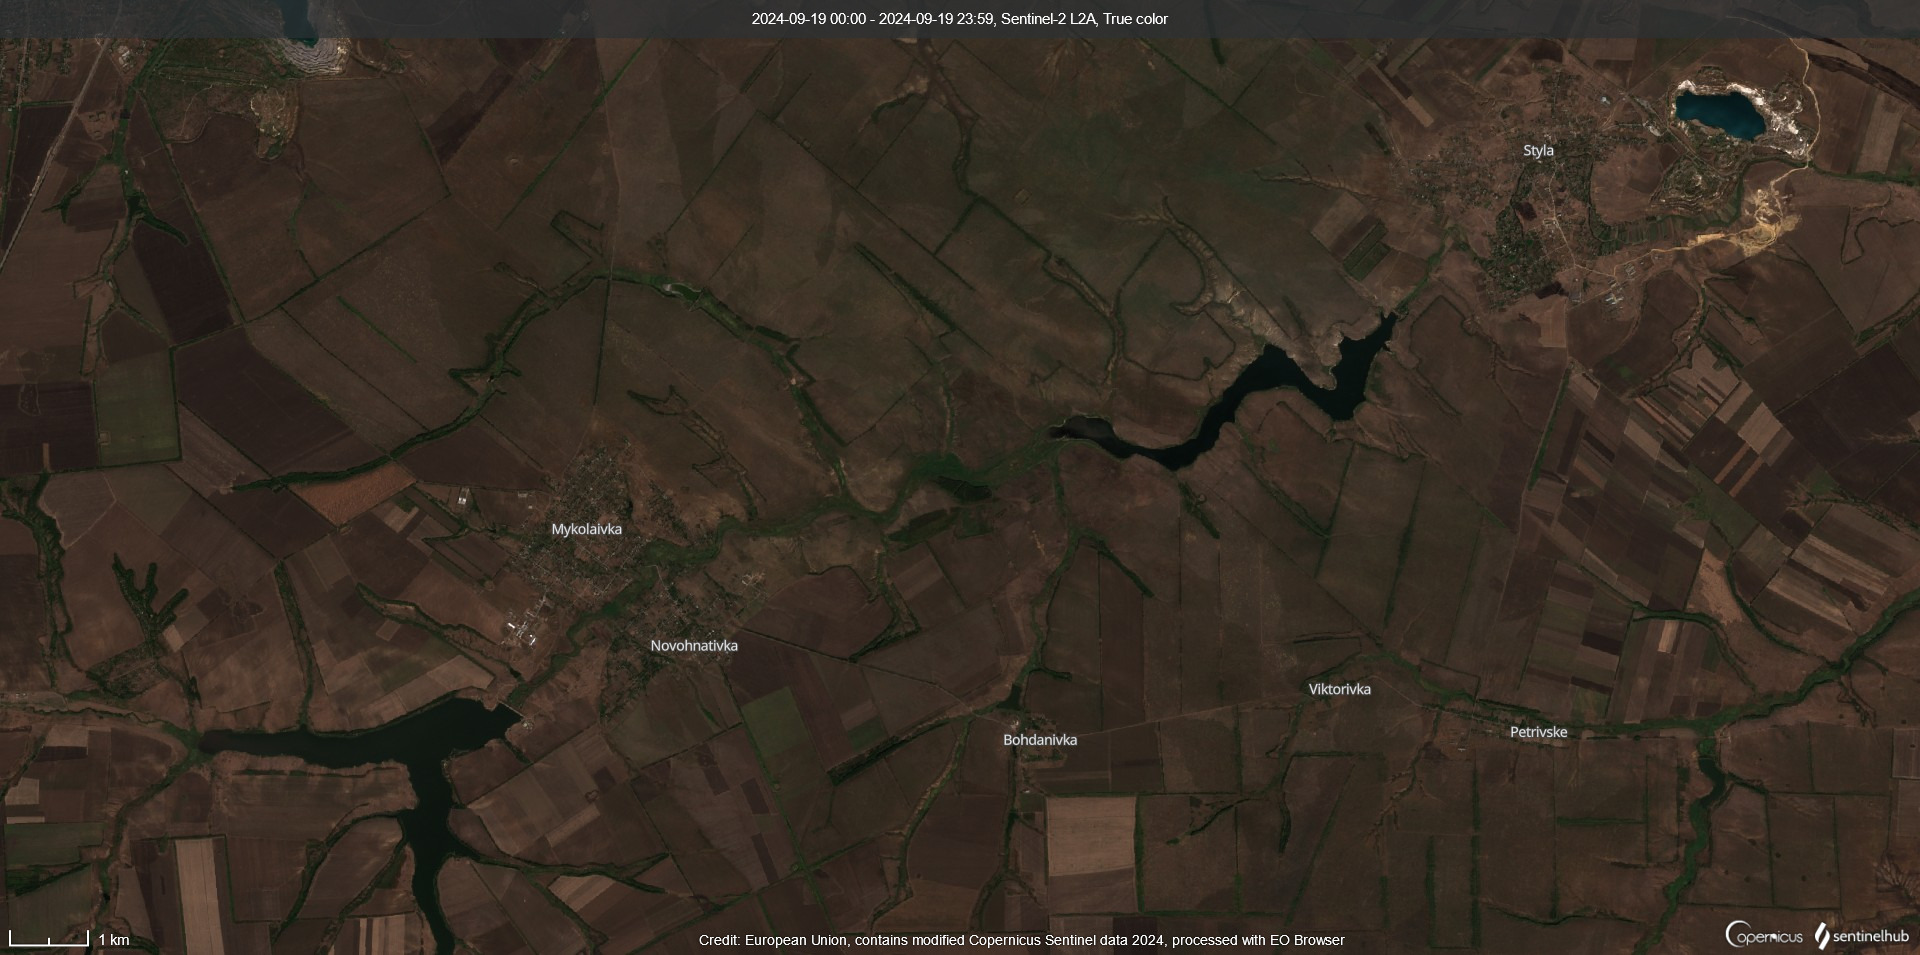 2024-09-19 00:00 - 2024-09-19 23:59, Sentinel-2 L2A, True color
Styla
Mykolaivka
Novohnativka
Viktorivka
Petrivske
Bohdanivka
1 km
Credit: European Union, contains modified Copernicus Sentinel data 2024, processed with EO Browser
Copernicus
sentinelhub